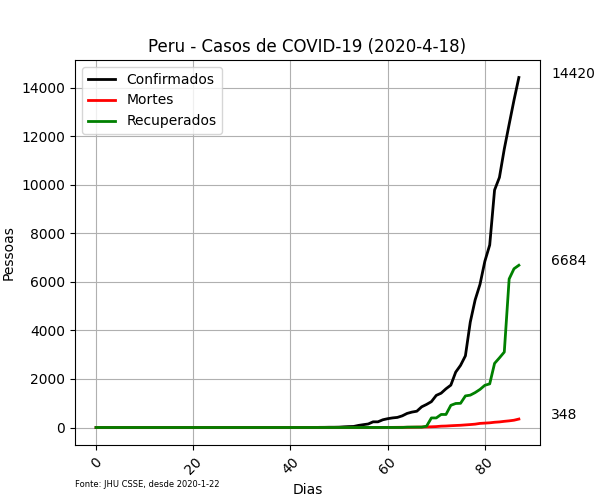 Peru - Casos de COVID-19 (2020-4-18)
Confirmados
Mortes
Recuperados
14420
6684
348
Pessoas
14000
12000
10000
8000
6000
4000
2000
0
0
20
40
60
80
Dias
Fonte: JHU CSSE, desde 2020-1-22